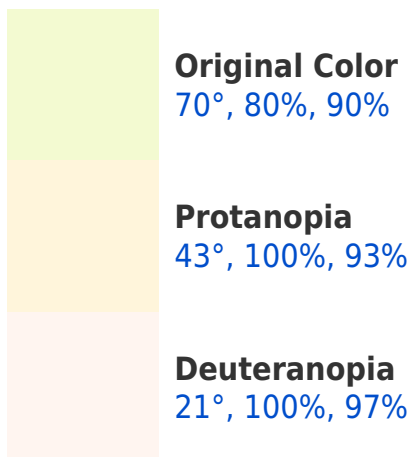 Original Color
70°, 80%, 90%
Protanopia
43°, 100%, 93%
Deuteranopia
21°, 100%, 97%